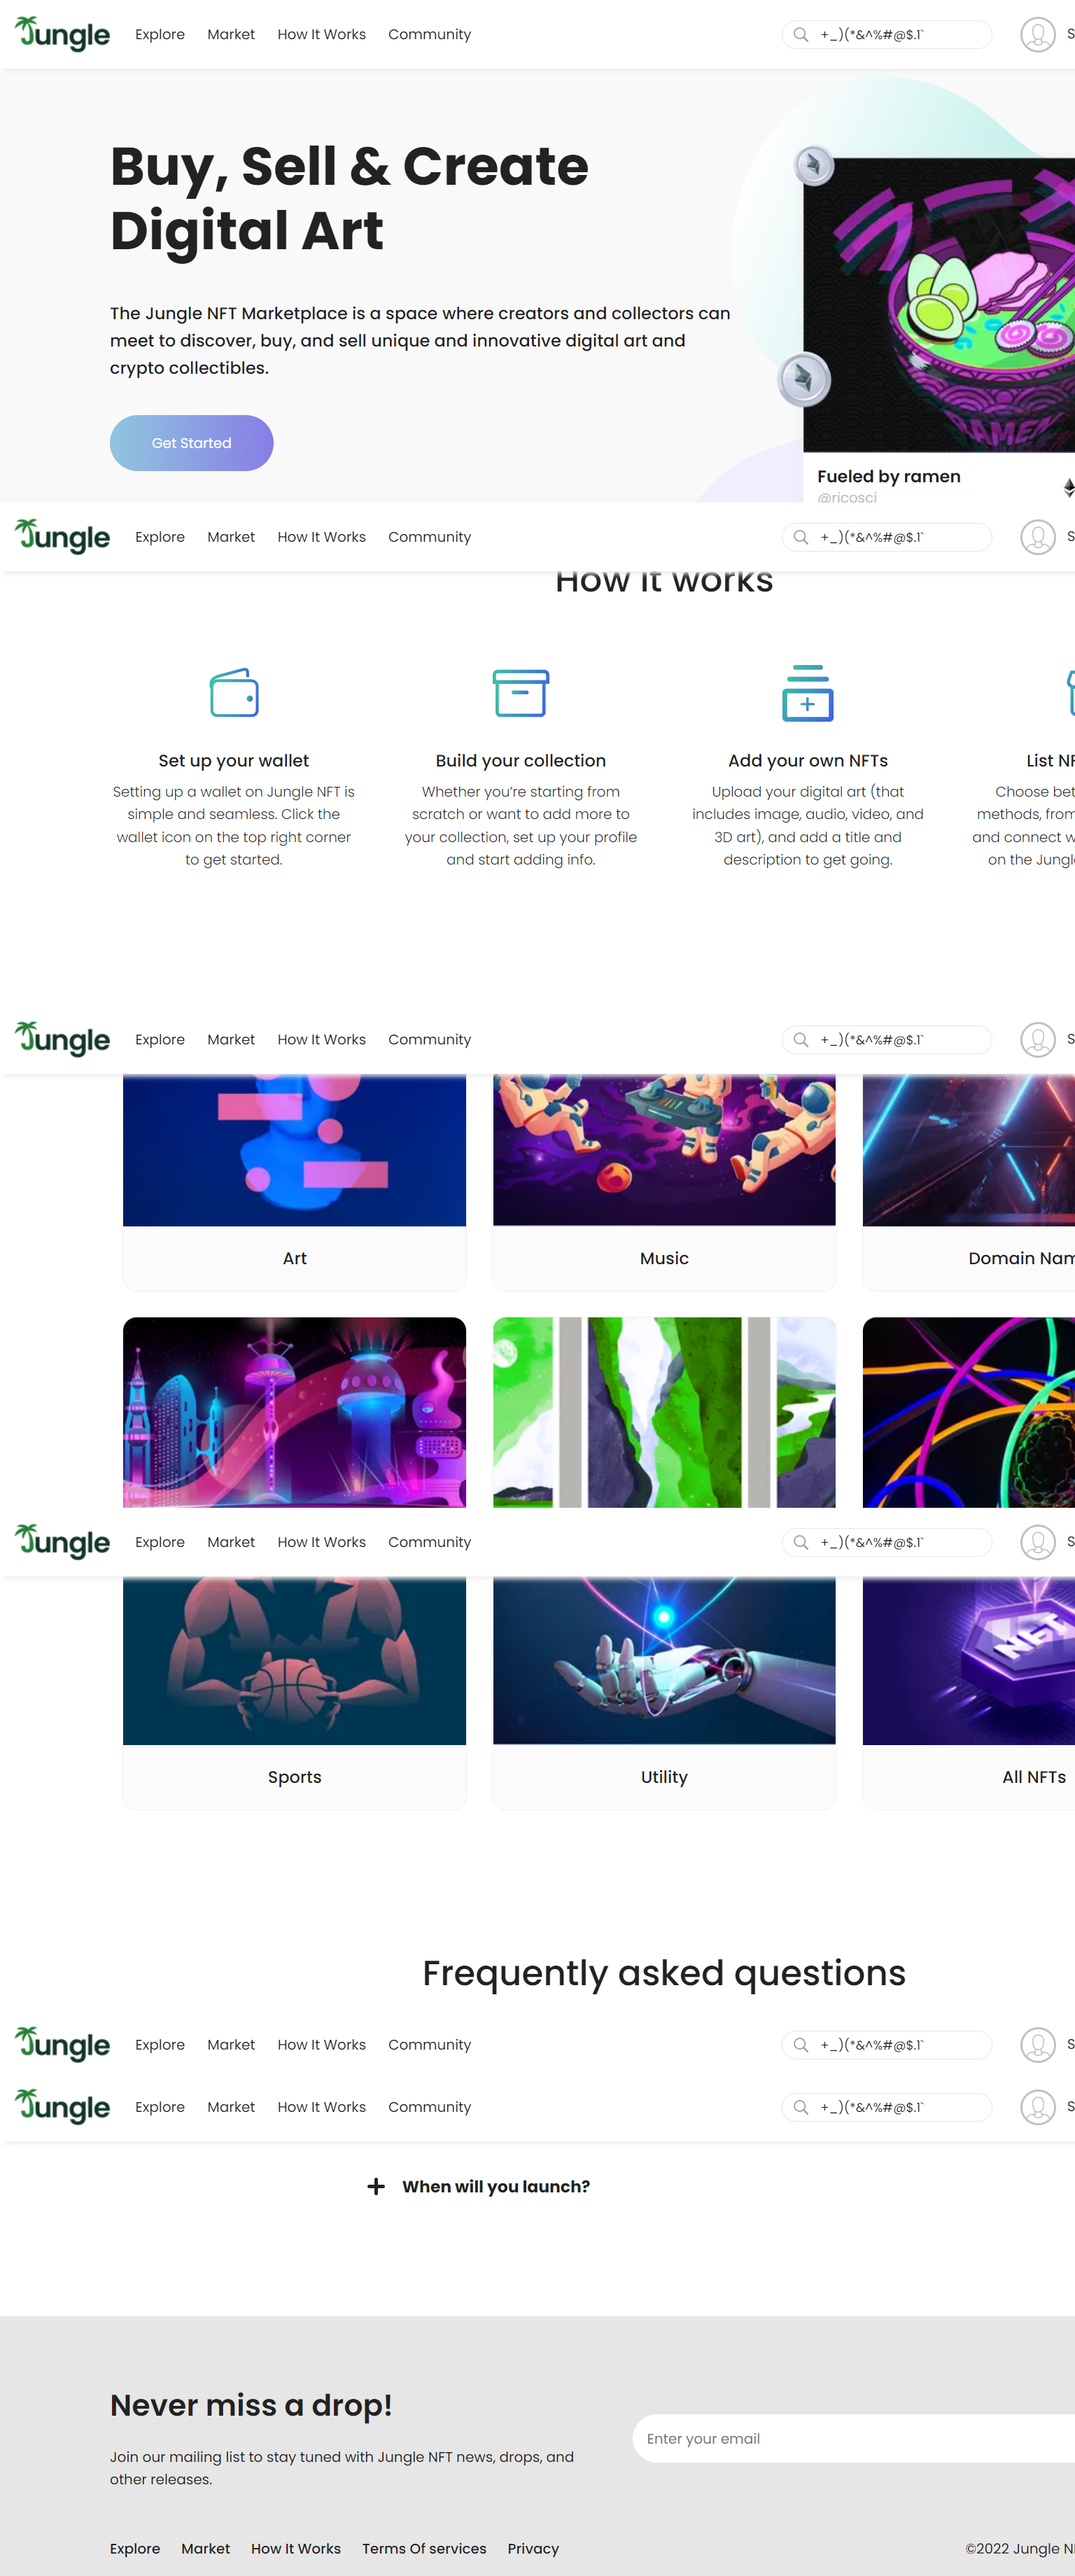 Jungle Explore Market How It Works Community +_)(*&^%#@$.1` S
Buy, Sell & Create
Digital Art
The Jungle NFT Marketplace is a space where creators and collectors can
meet to discover, buy, and sell unique and innovative digital art and
crypto collectibles.
Get Started
RAMEN
Fueled by ramen
@ricosci
Jungle Explore Market How It Works Community +_)(*&^%#@$.1` S
How it works
Set up your wallet
Setting up a wallet on Jungle NFT is
simple and seamless. Click the
wallet icon on the top right corner
to get started.
Build your collection
Whether you're starting from
scratch or want to add more to
your collection, set up your profile
and start adding info.
Add your own NFTs
Upload your digital art (that
includes image, audio, video, and
3D art), and add a title and
description to get going.
List NF
Choose bet
methods, from
and connect w
on the Jungl
Jungle Explore Market How It Works Community +_)(*&^%#@$.1` S
Art
Music
Domain Nam
Jungle Explore Market How It Works Community +_)(*&^%#@$.1` S
NFT
Sports
Utility
All NFTs
Frequently asked questions
Jungle Explore Market How It Works Community +_)(*&^%#@$.1` S
Jungle Explore Market How It Works Community +_)(*&^%#@$.1` S
When will you launch?
Never miss a drop!
Join our mailing list to stay tuned with Jungle NFT news, drops, and
other releases.
Enter your email
Explore Market How It Works Terms Of services Privacy
©2022 Jungle N